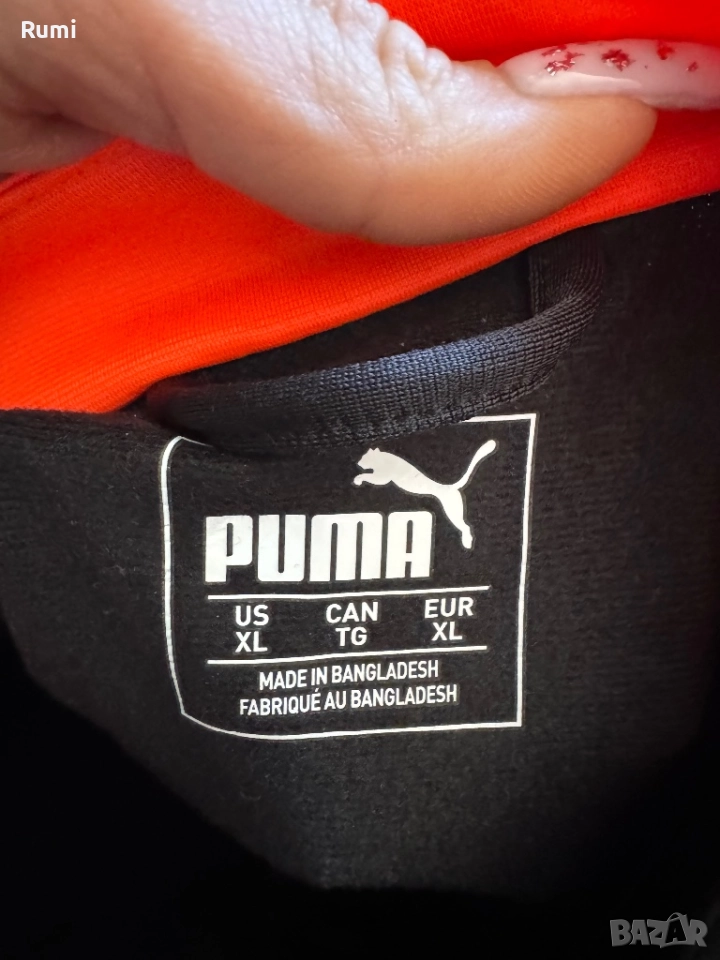 Rumi
PUMA
US CAN EUR
XL TG XL
MADE IN BANGLADESH
FABRIQUÉ AU BANGLADESH
BAZAR